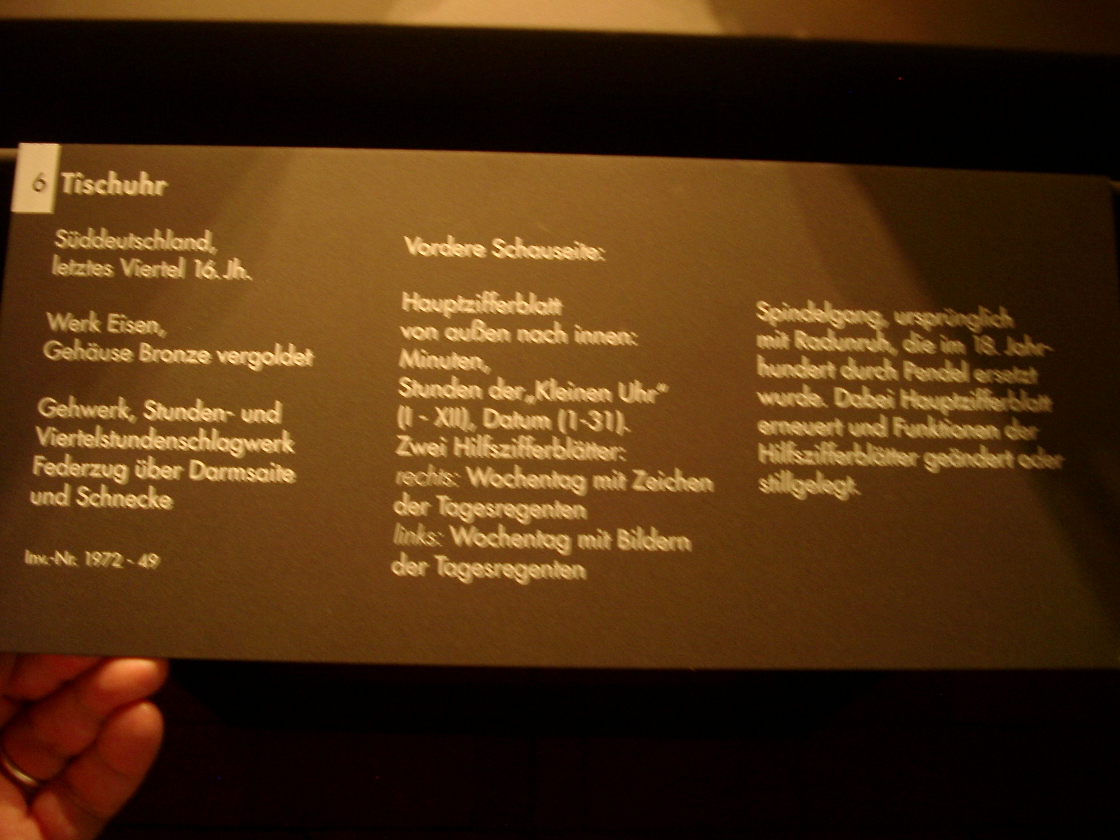 6 Tischuhr
Süddeutschland,
letztes Viertel 16. Jh.
Werk Eisen,
Gehäuse Bronze vergoldet
Gehwerk, Stunden- und
Viertelstundenschlagwerk
Federzug über Darmsaite
und Schnecke
Inv.-Nr. 1972 - 49
Vordere Schauseite:
Hauptzifferblatt
von außen nach innen:
Minuten,
Stunden der „Kleinen Uhr“
(I - XII), Datum (1-31).
Zwei Hilfszifferblätter:
rechts: Wochentag mit Zeichen
der Tagesregenten
links: Wochentag mit Bildern
der Tagesregenten
Spindelgang, ursprünglich
mit Radunruh, die im 18. Jahr-
hundert durch Pendel ersetzt
wurde. Dabei Hauptzifferblatt
erneuert und Funktionen der
Hilfszifferblätter geändert oder
stillgelegt.